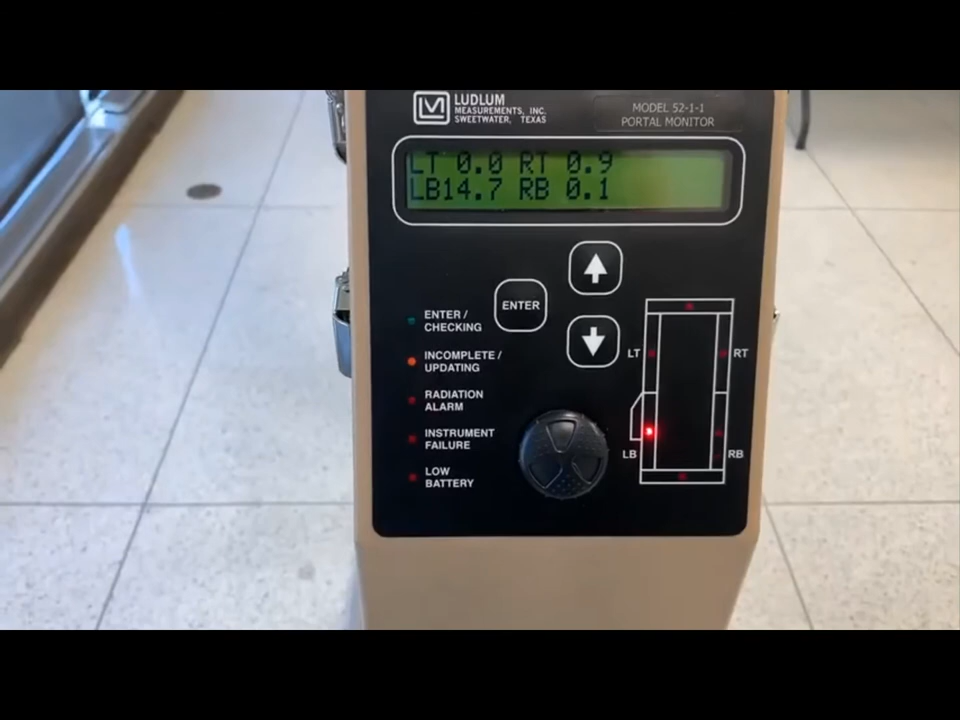 LUDLUM
MEASUREMENTS, INC.
SWEETWATER, TEXAS
MODEL 52-1-1
PORTAL MONITOR
LT 0.0 RT 0.9
LB14.7 RB 0.1
ENTER
ENTER /
CHECKING
INCOMPLETE /
UPDATING
RADIATION
ALARM
INSTRUMENT
FAILURE
LOW
BATTERY
LT
RT
LB
RB